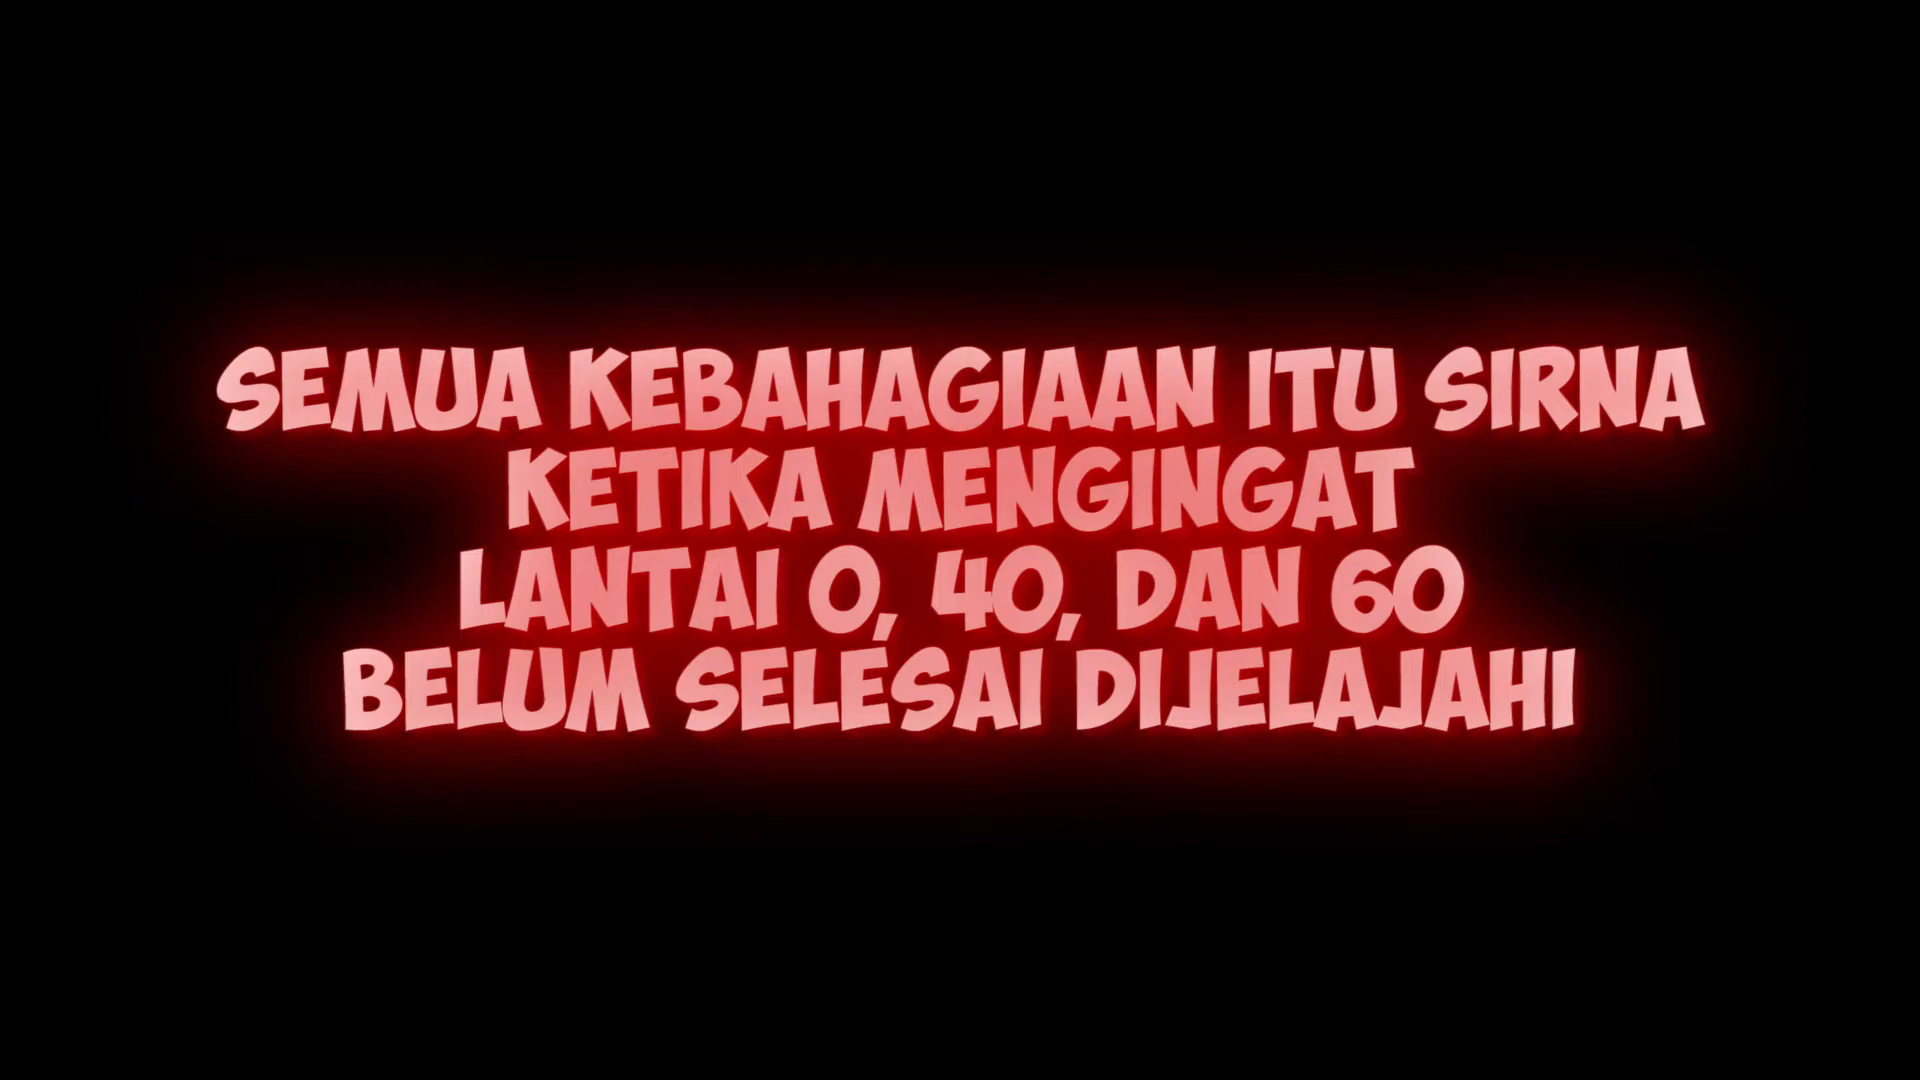 SEMUA KEBAHAGIAAN ITU SIRNA
KETIKA MENGINGAT
LANTAI 0, 40, DAN 60
BELUM SELESAI DIJELAJAHI